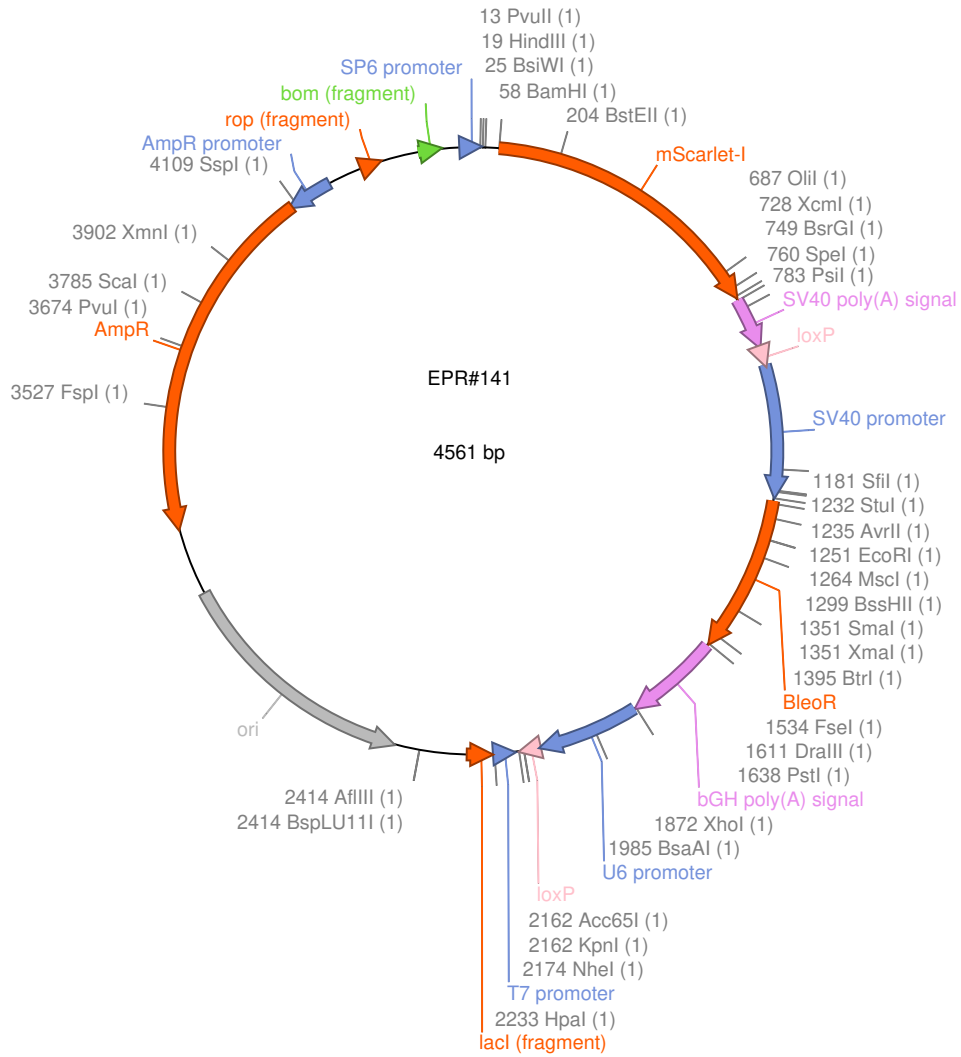 13 PvuII (1)
19 HindIII (1)
SP6 promoter
25 BsiWI (1)
bom (fragment)
58 BamHI (1)
rop (fragment)
204 BstEII (1)
AmpR promoter
mScarlet-I
4109 SspI (1)
687 OliI (1)
728 XcmI (1)
3902 XmnI (1)
749 BsrGI (1)
760 SpeI (1)
3785 ScaI (1)
783 PsiI (1)
3674 PvuI (1)
SV40 poly(A) signal
AmpR
loxP
EPR#141
3527 FspI (1)
SV40 promoter
4561 bp
1181 SfiI (1)
1232 StuI (1)
1235 AvrII (1)
1251 EcoRI (1)
1264 MscI (1)
1299 BssHII (1)
1351 SmaI (1)
1351 XmaI (1)
1395 BtrI (1)
BleoR
ori
1534 FseI (1)
1611 DraIII (1)
1638 PstI (1)
2414 AflIII (1)
bGH poly(A) signal
2414 BspLU11I (1)
1872 XhoI (1)
1985 BsaAI (1)
U6 promoter
loxP
2162 Acc65I (1)
2162 KpnI (1)
2174 NheI (1)
T7 promoter
2233 HpaI (1)
lacI (fragment)